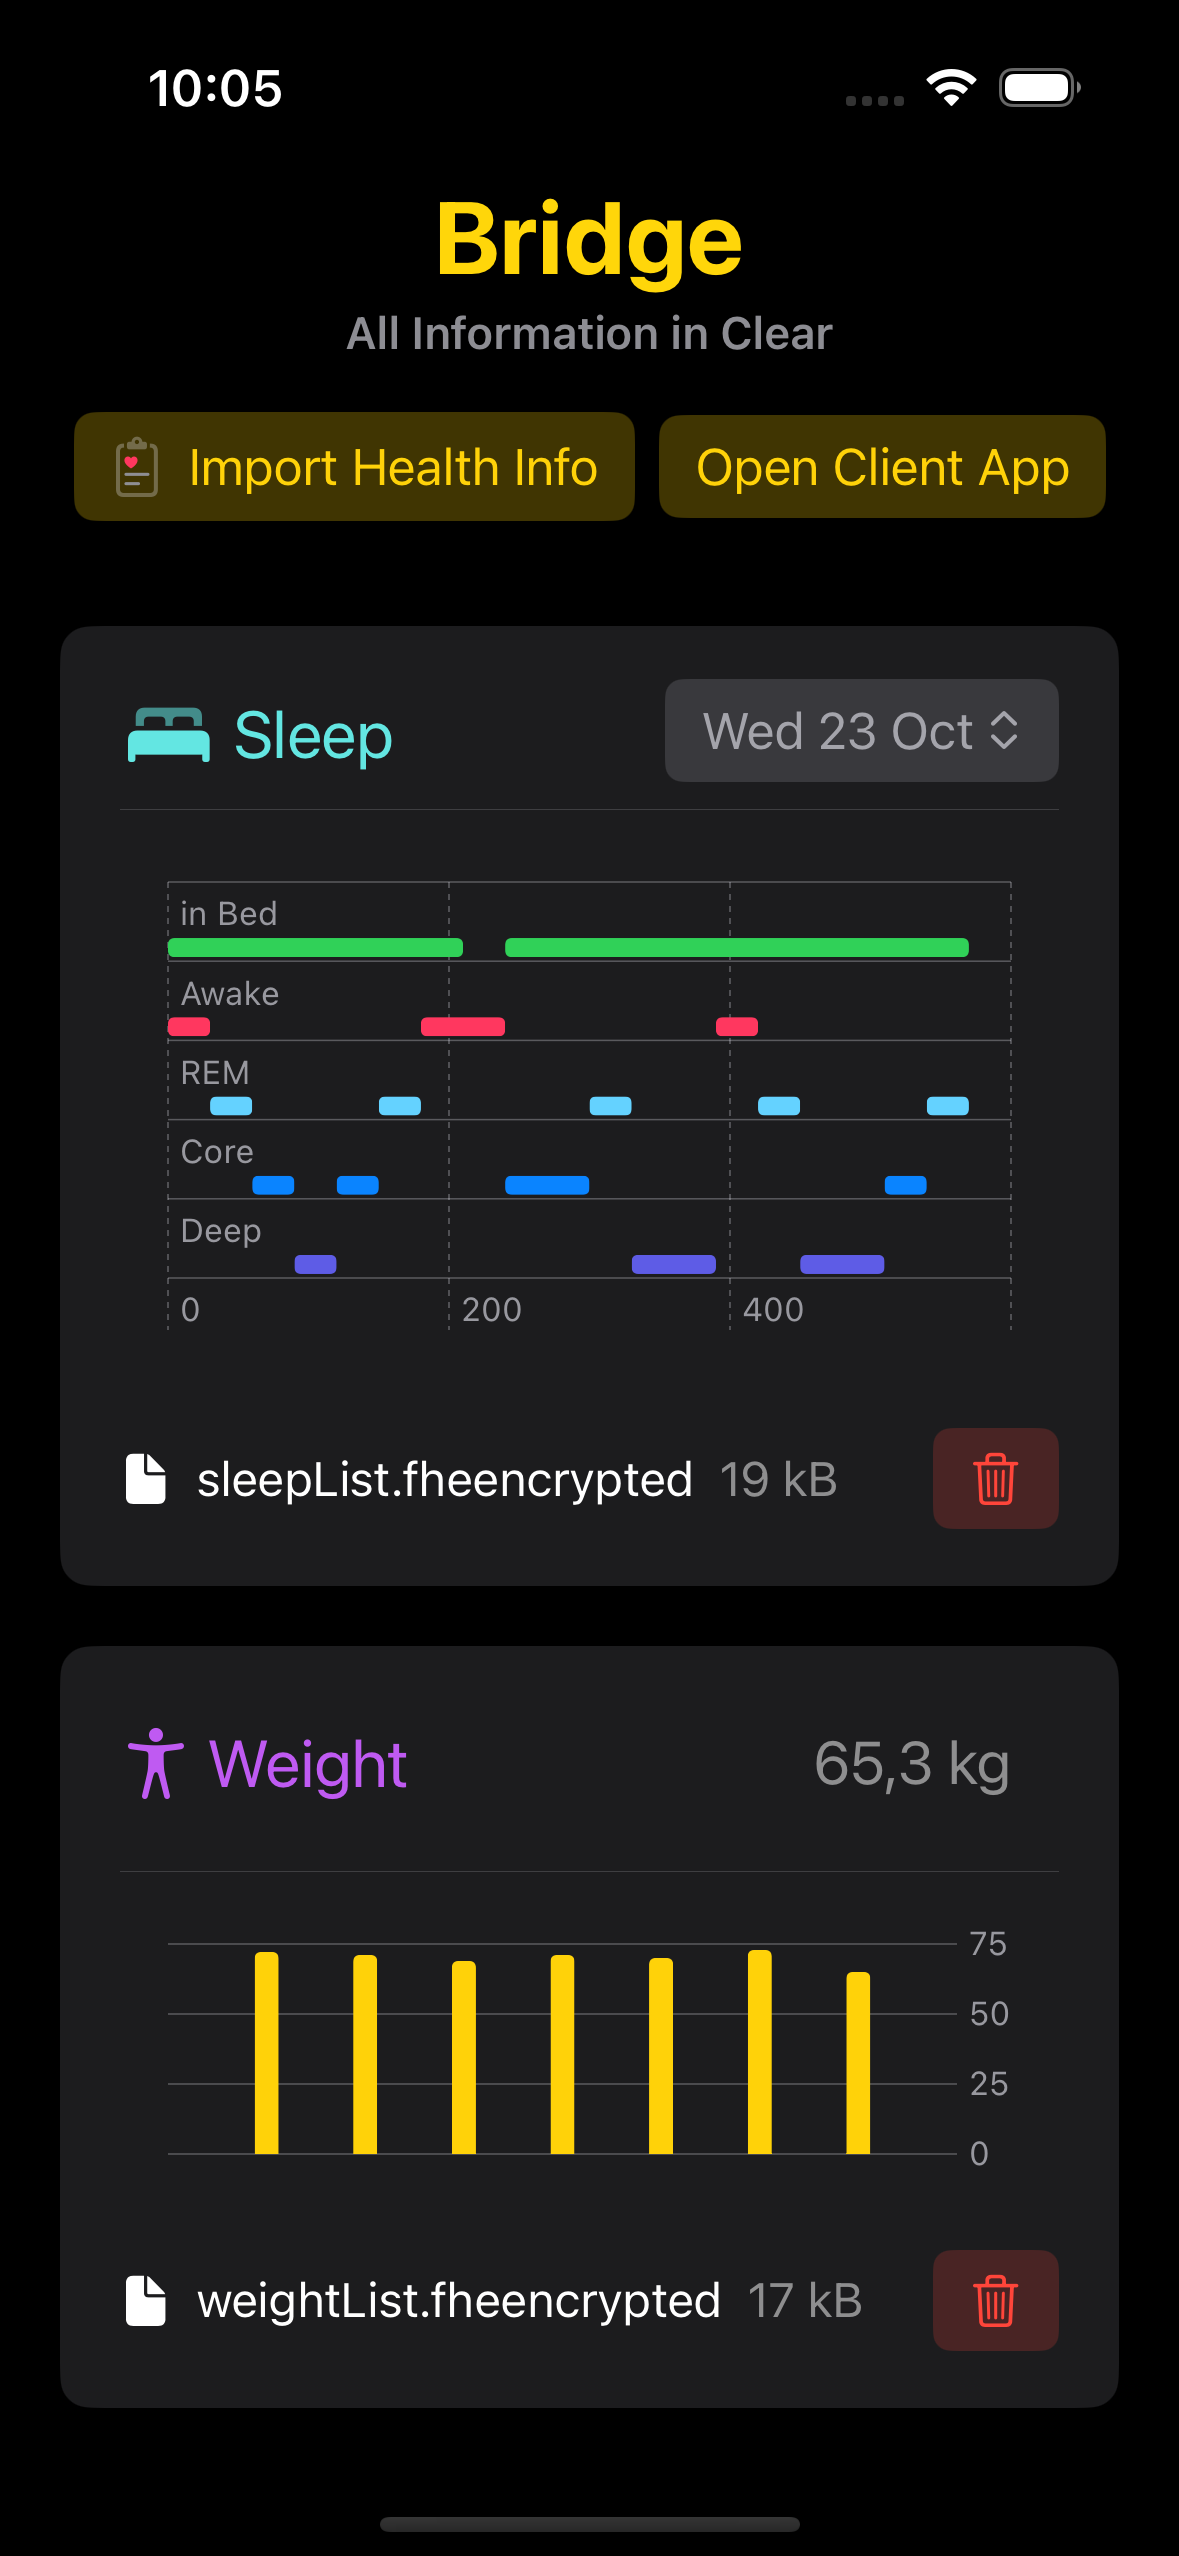 10:05
Bridge
All Information in Clear
Import Health Info
Open Client App
Sleep
Wed 23 Oct
in Bed
Awake
REM
Core
Deep
0 200 400
sleepList.fheencrypted 19 kB
Weight
65,3 kg
75
50
25
0
weightList.fheencrypted 17 kB